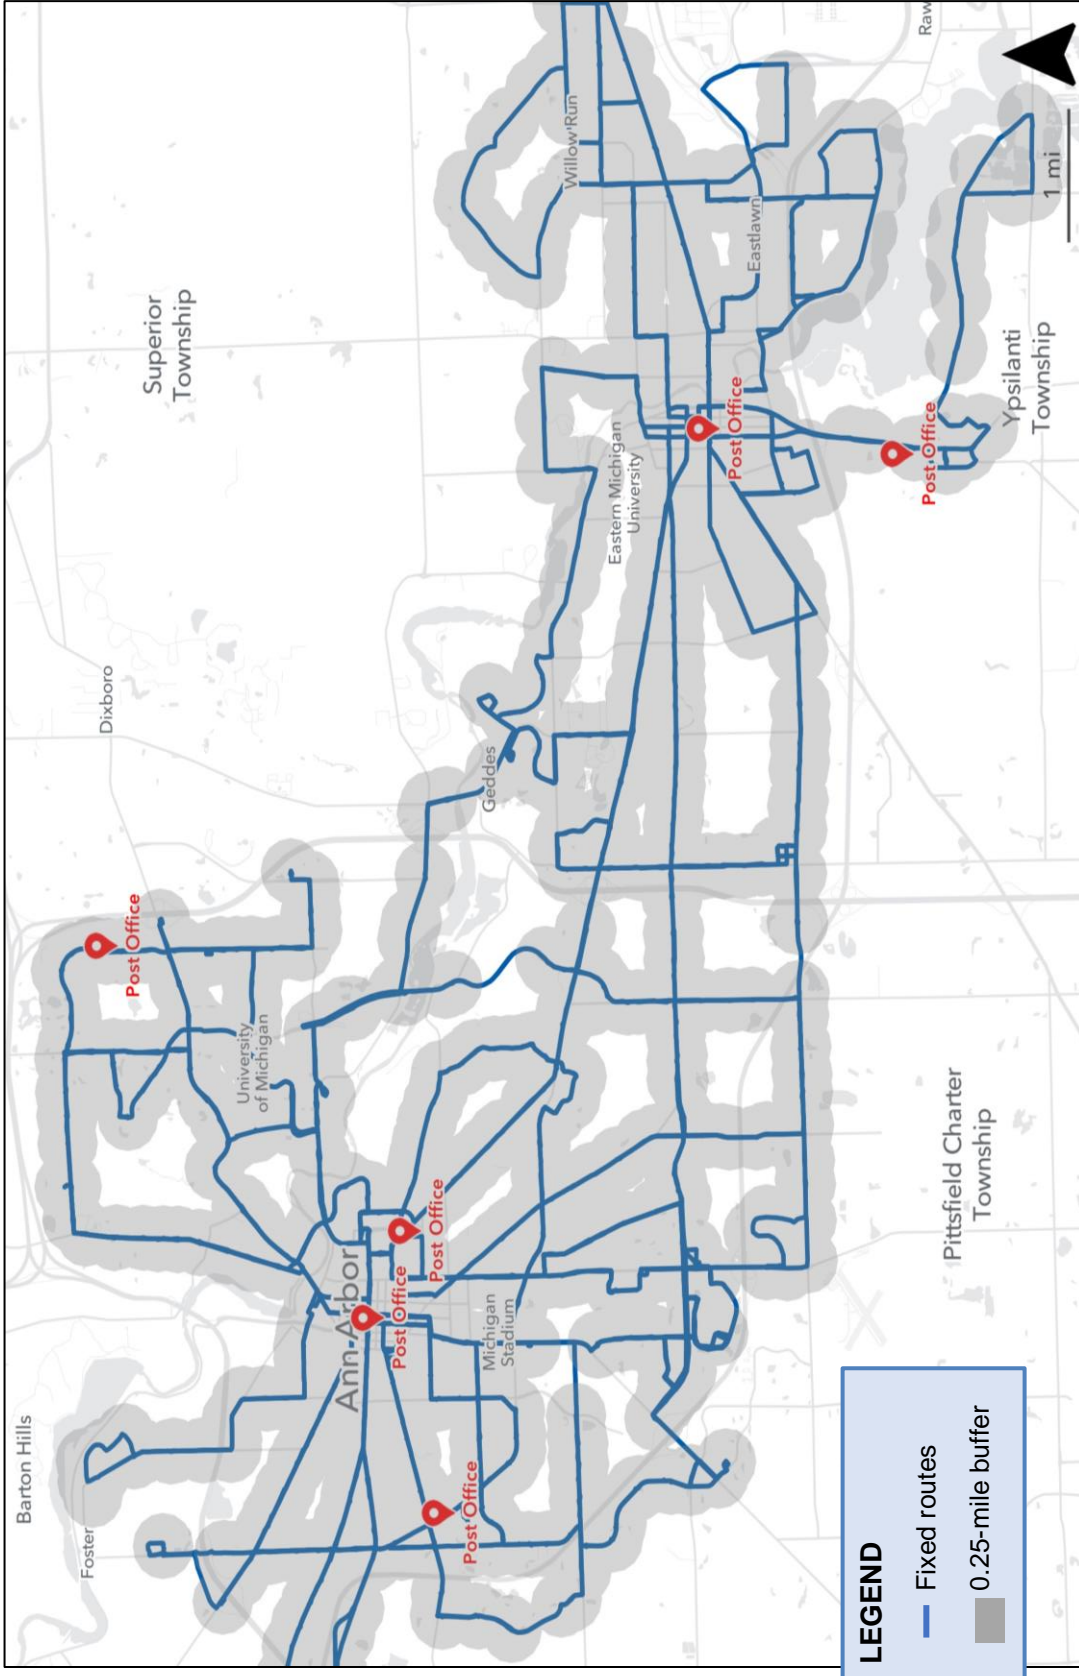 Barton Hills
Foster
Dixboro
Superior
Township
Post Office
University
of Michigan
Ann Arbor
Post Office
Post Office
Post Office
Michigan
Stadium
Geddes
Eastern Michigan
University
Willow Run
Eastlawn
Post Office
Post Office
Ypsilanti
Township
Pittsfield Charter
Township
Raw
1 mi
LEGEND
Fixed routes
0.25-mile buffer